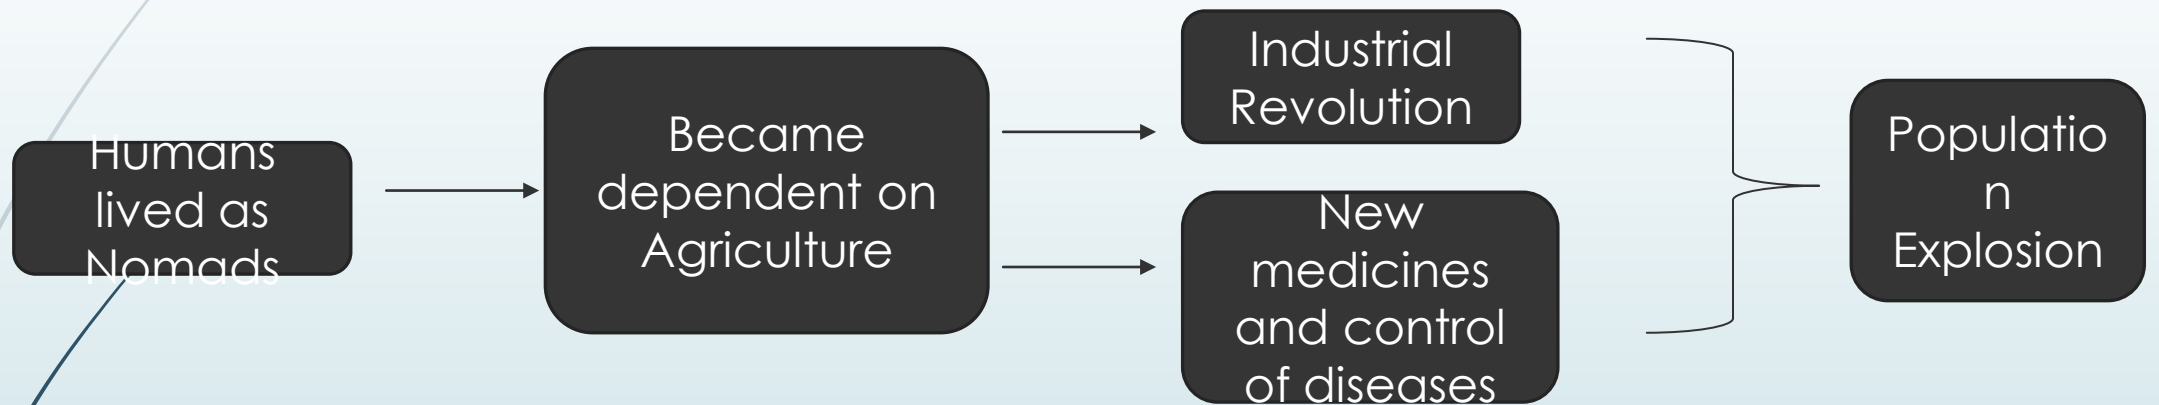 Humans
lived as
Nomads
Became
dependent on
Agriculture
Industrial
Revolution
New
medicines
and control
of diseases
Populatio
n
Explosion